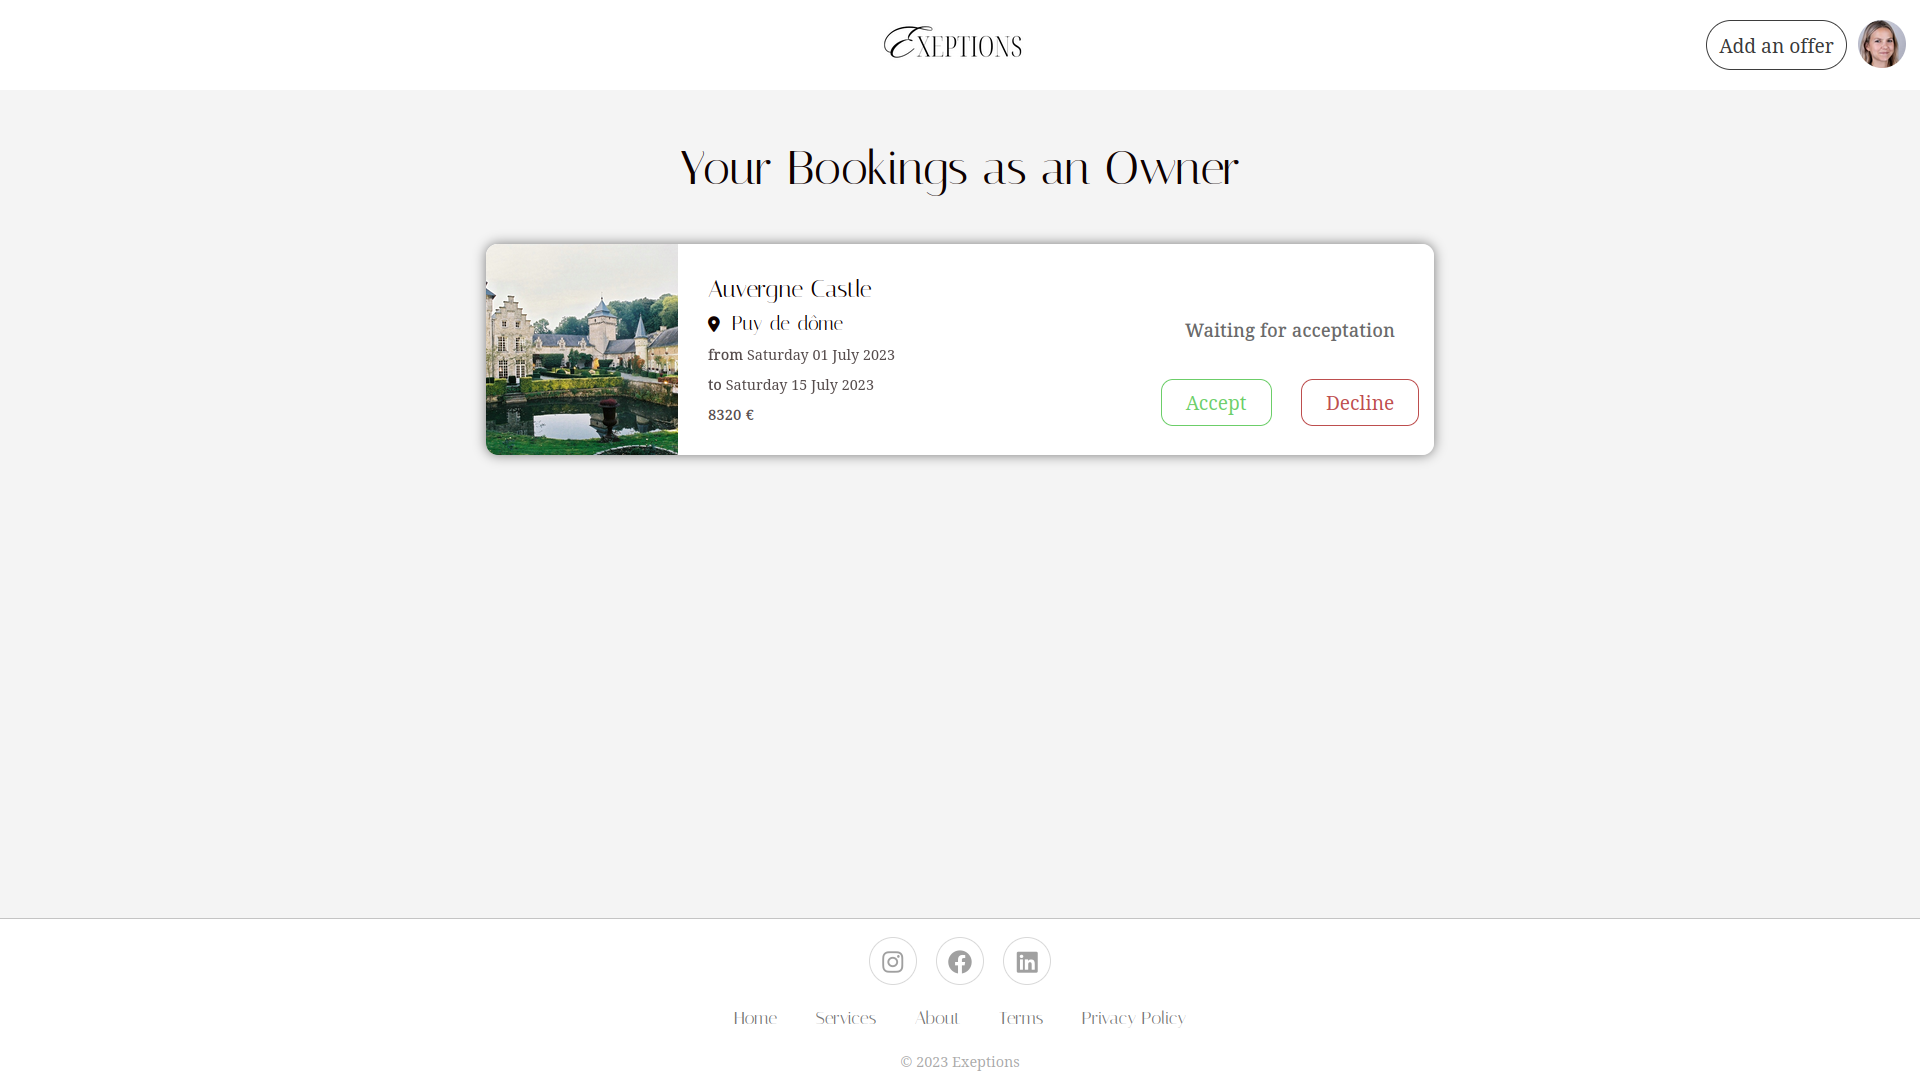 Exeptions
Add an offer
Your Bookings as an Owner
Auvergne Castle
Puy de dôme
from Saturday 01 July 2023
to Saturday 15 July 2023
8320 €
Waiting for acceptation
Accept
Decline
Home
Services
About
Terms
Privacy Policy
© 2023 Exeptions